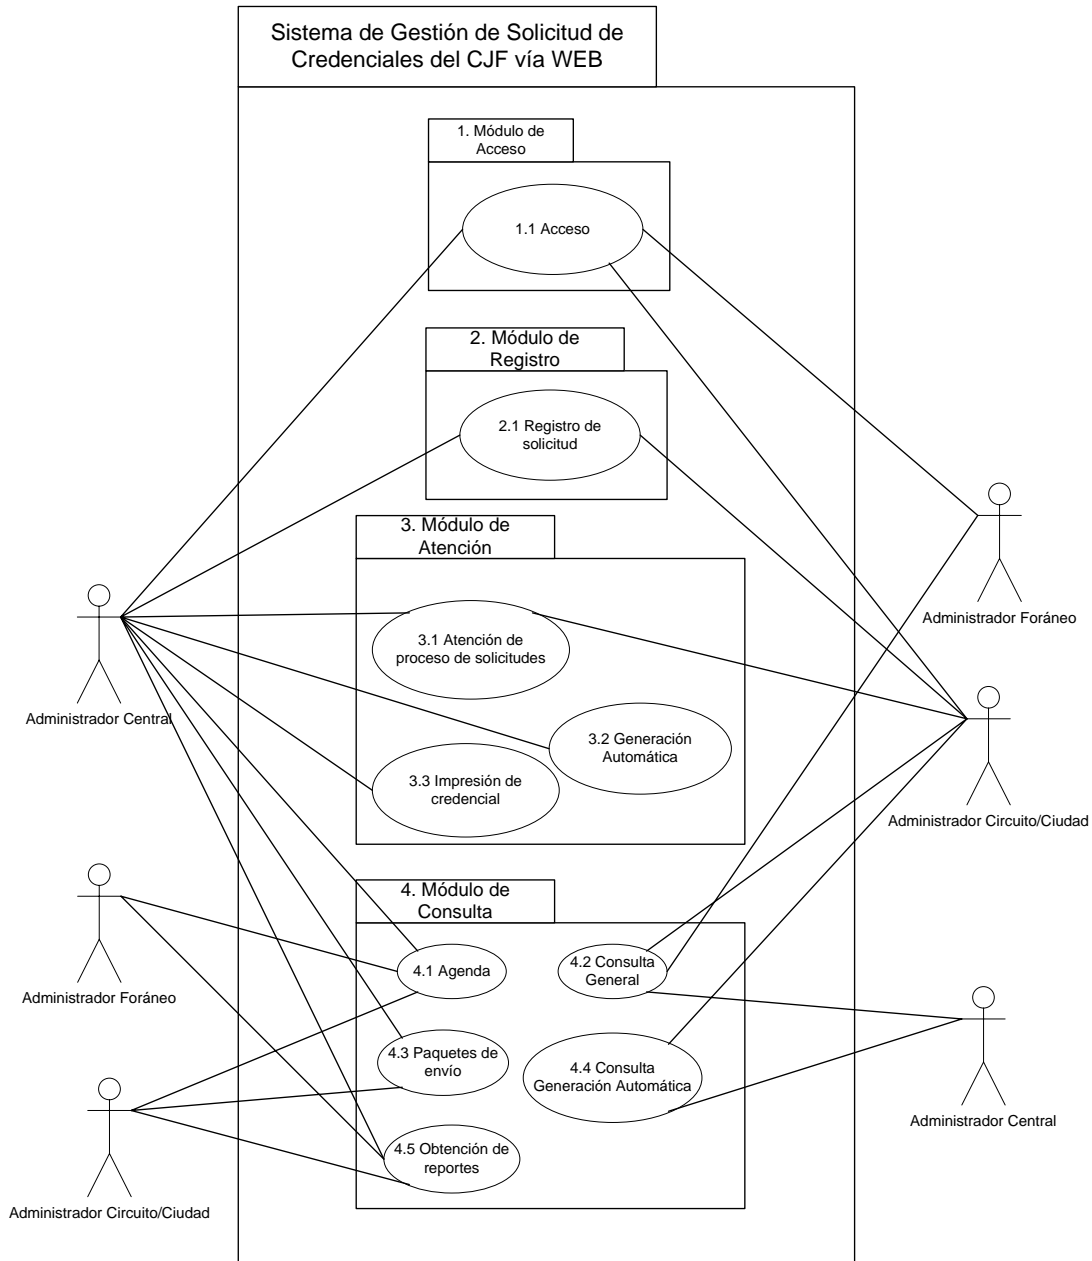 Sistema de Gestión de Solicitud de
Credenciales del CJF vía WEB
1. Módulo de
Acceso
1.1 Acceso
2. Módulo de
Registro
2.1 Registro de
solicitud
3. Módulo de
Atención
3.1 Atención de
proceso de solicitudes
3.2 Generación
Automática
3.3 Impresión de
credencial
4. Módulo de
Consulta
4.1 Agenda
4.2 Consulta
General
4.3 Paquetes de
envío
4.4 Consulta
Generación Automática
4.5 Obtención de
reportes
Administrador Central
Administrador Foráneo
Administrador Circuito/Ciudad
Administrador Foráneo
Administrador Circuito/Ciudad
Administrador Central